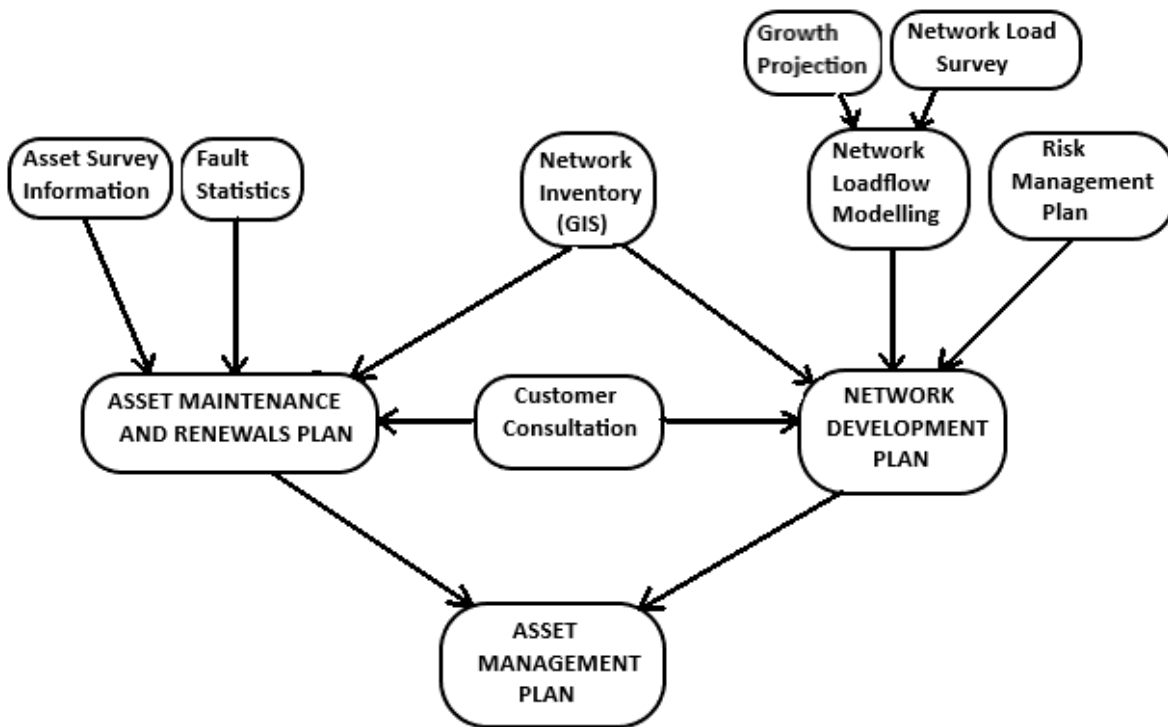 Growth
Projection
Network Load
Survey
Asset Survey
Information
Fault
Statistics
Network
Inventory
(GIS)
Network
Loadflow
Modelling
Risk
Management
Plan
ASSET MAINTENANCE
AND RENEWALS PLAN
Customer
Consultation
NETWORK
DEVELOPMENT
PLAN
ASSET
MANAGEMENT
PLAN